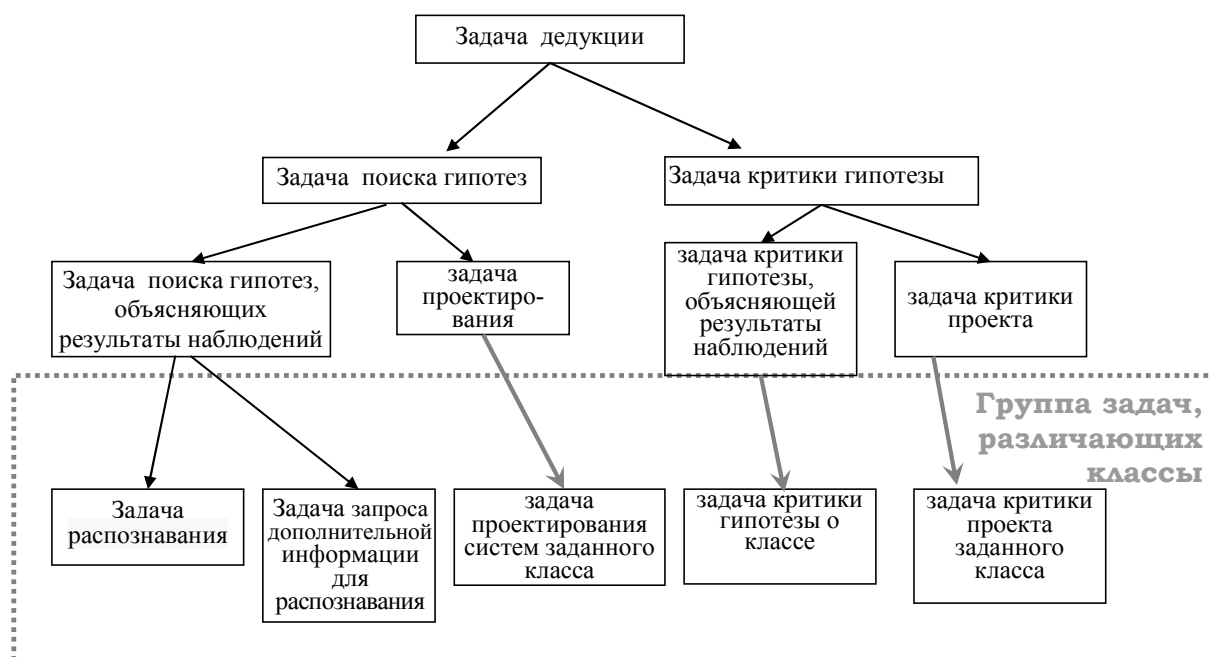 Задача дедукции
Задача поиска гипотез
Задача критики гипотезы
Задача поиска гипотез,
объясняющих
результаты наблюдений
задача
проектиро-
вания
задача критики
гипотезы,
объясняющей
результаты
наблюдений
задача критики
проекта
Группа задач,
различающих
классы
Задача
распознавания
Задача запроса
дополнительной
информации
для
распознавания
задача
проектирования
систем заданного
класса
задача критики
гипотезы о
классе
задача критики
проекта
заданного
класса